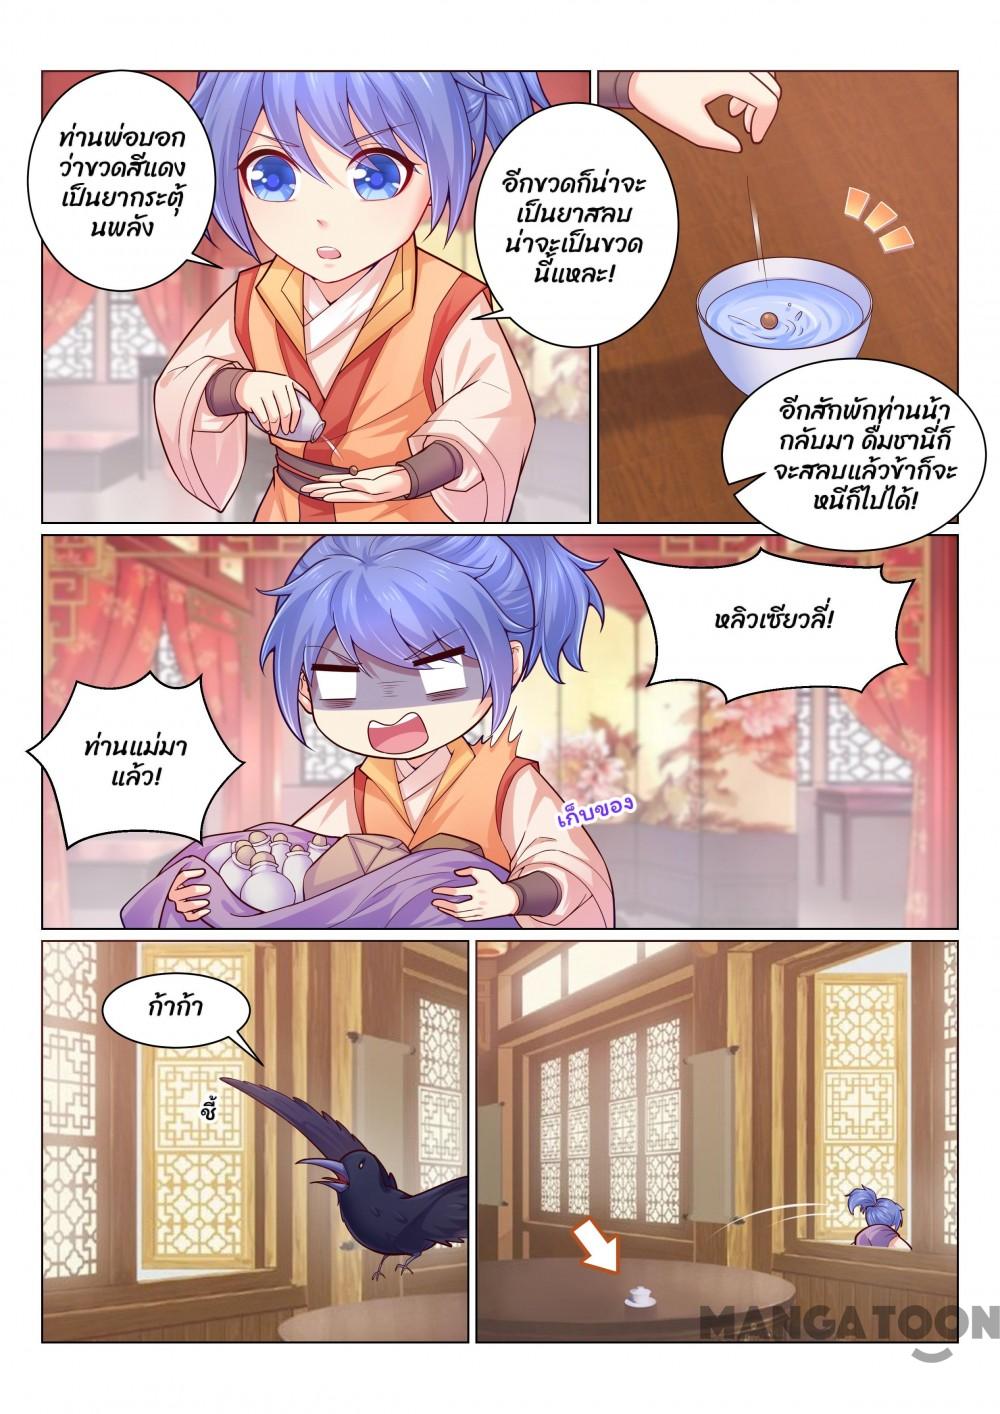 ท่านพ่อบอก
ว่าขวดสีแดง
เป็นยากระตุ้
นพลัง
อีกขวดก็น่าจะ
เป็นยาสลบ
น่าจะเป็นขวด
นี้แหละ!
อีกสักพักท่านน้า
กลับมา ดื่มชานี่ก็
จะสลบแล้วข้าก็จะ
หนีก็ไปได้!
หลิวเซียวลี่!
ท่านแม่มา
แล้ว!
เก็บของ
ก้าก้า
ชี้
MANGATOON